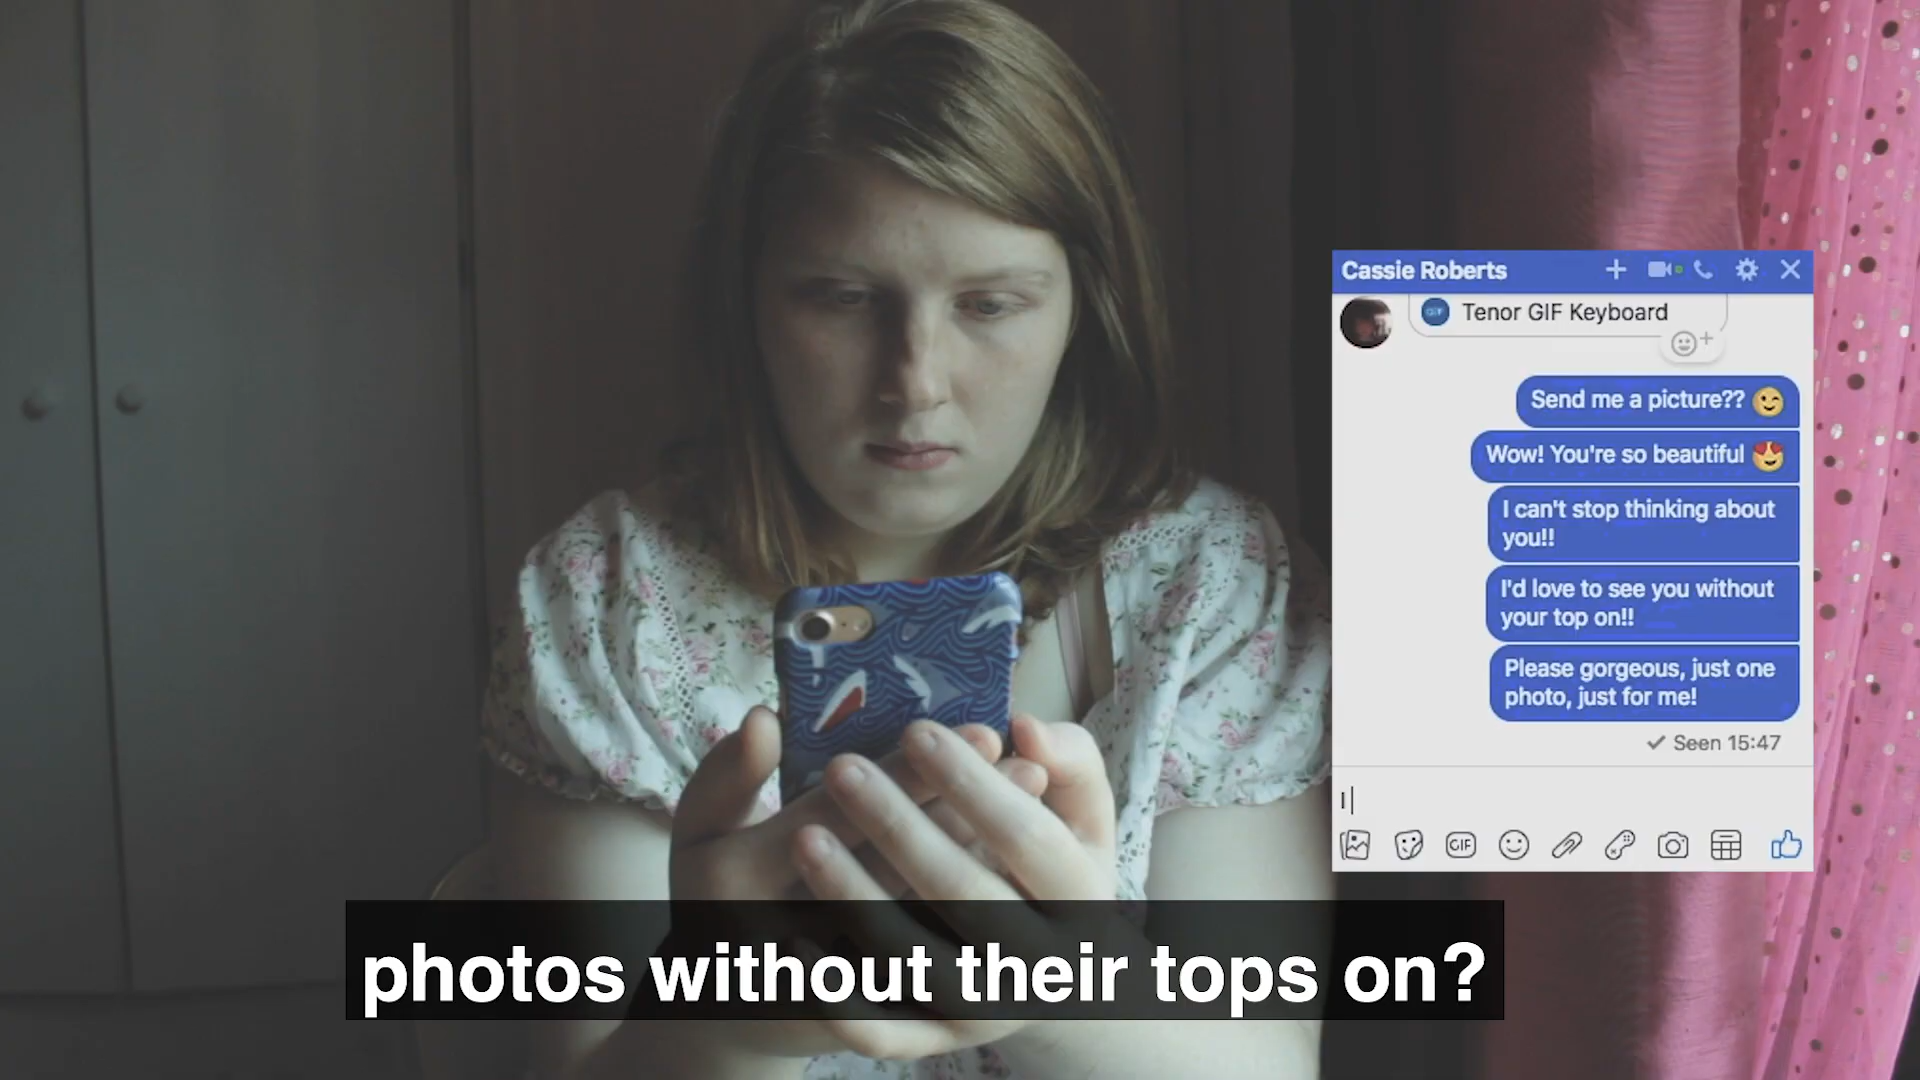 Cassie Roberts
Tenor GIF Keyboard
Send me a picture?? 😉
Wow! You're so beautiful 😍
I can't stop thinking about
you!!
I'd love to see you without
your top on!!
Please gorgeous, just one
photo, just for me!
✓ Seen 15:47
I
GIF
photos without their tops on?